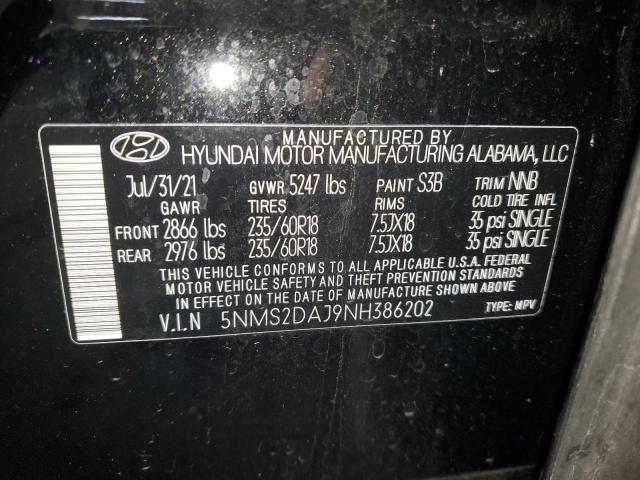 MANUFACTURED BY
HYUNDAI MOTOR MANUFACTURING ALABAMA, LLC
Jul/31/21 GVWR 5247 lbs PAINT S3B TRIM NNB
GAWR TIRES RIMS COLD TIRE INFL
FRONT 2866 lbs 235/60R18 7.5JX18 35 psi SINGLE
REAR 2976 lbs 235/60R18 7.5JX18 35 psi SINGLE
THIS VEHICLE CONFORMS TO ALL APPLICABLE U.S.A. FEDERAL
MOTOR VEHICLE SAFETY AND THEFT PREVENTION STANDARDS
IN EFFECT ON THE DATE OF MANUFACTURE SHOWN ABOVE.
V.I.N 5NMS2DAJ9NH386202 TYPE: MPV